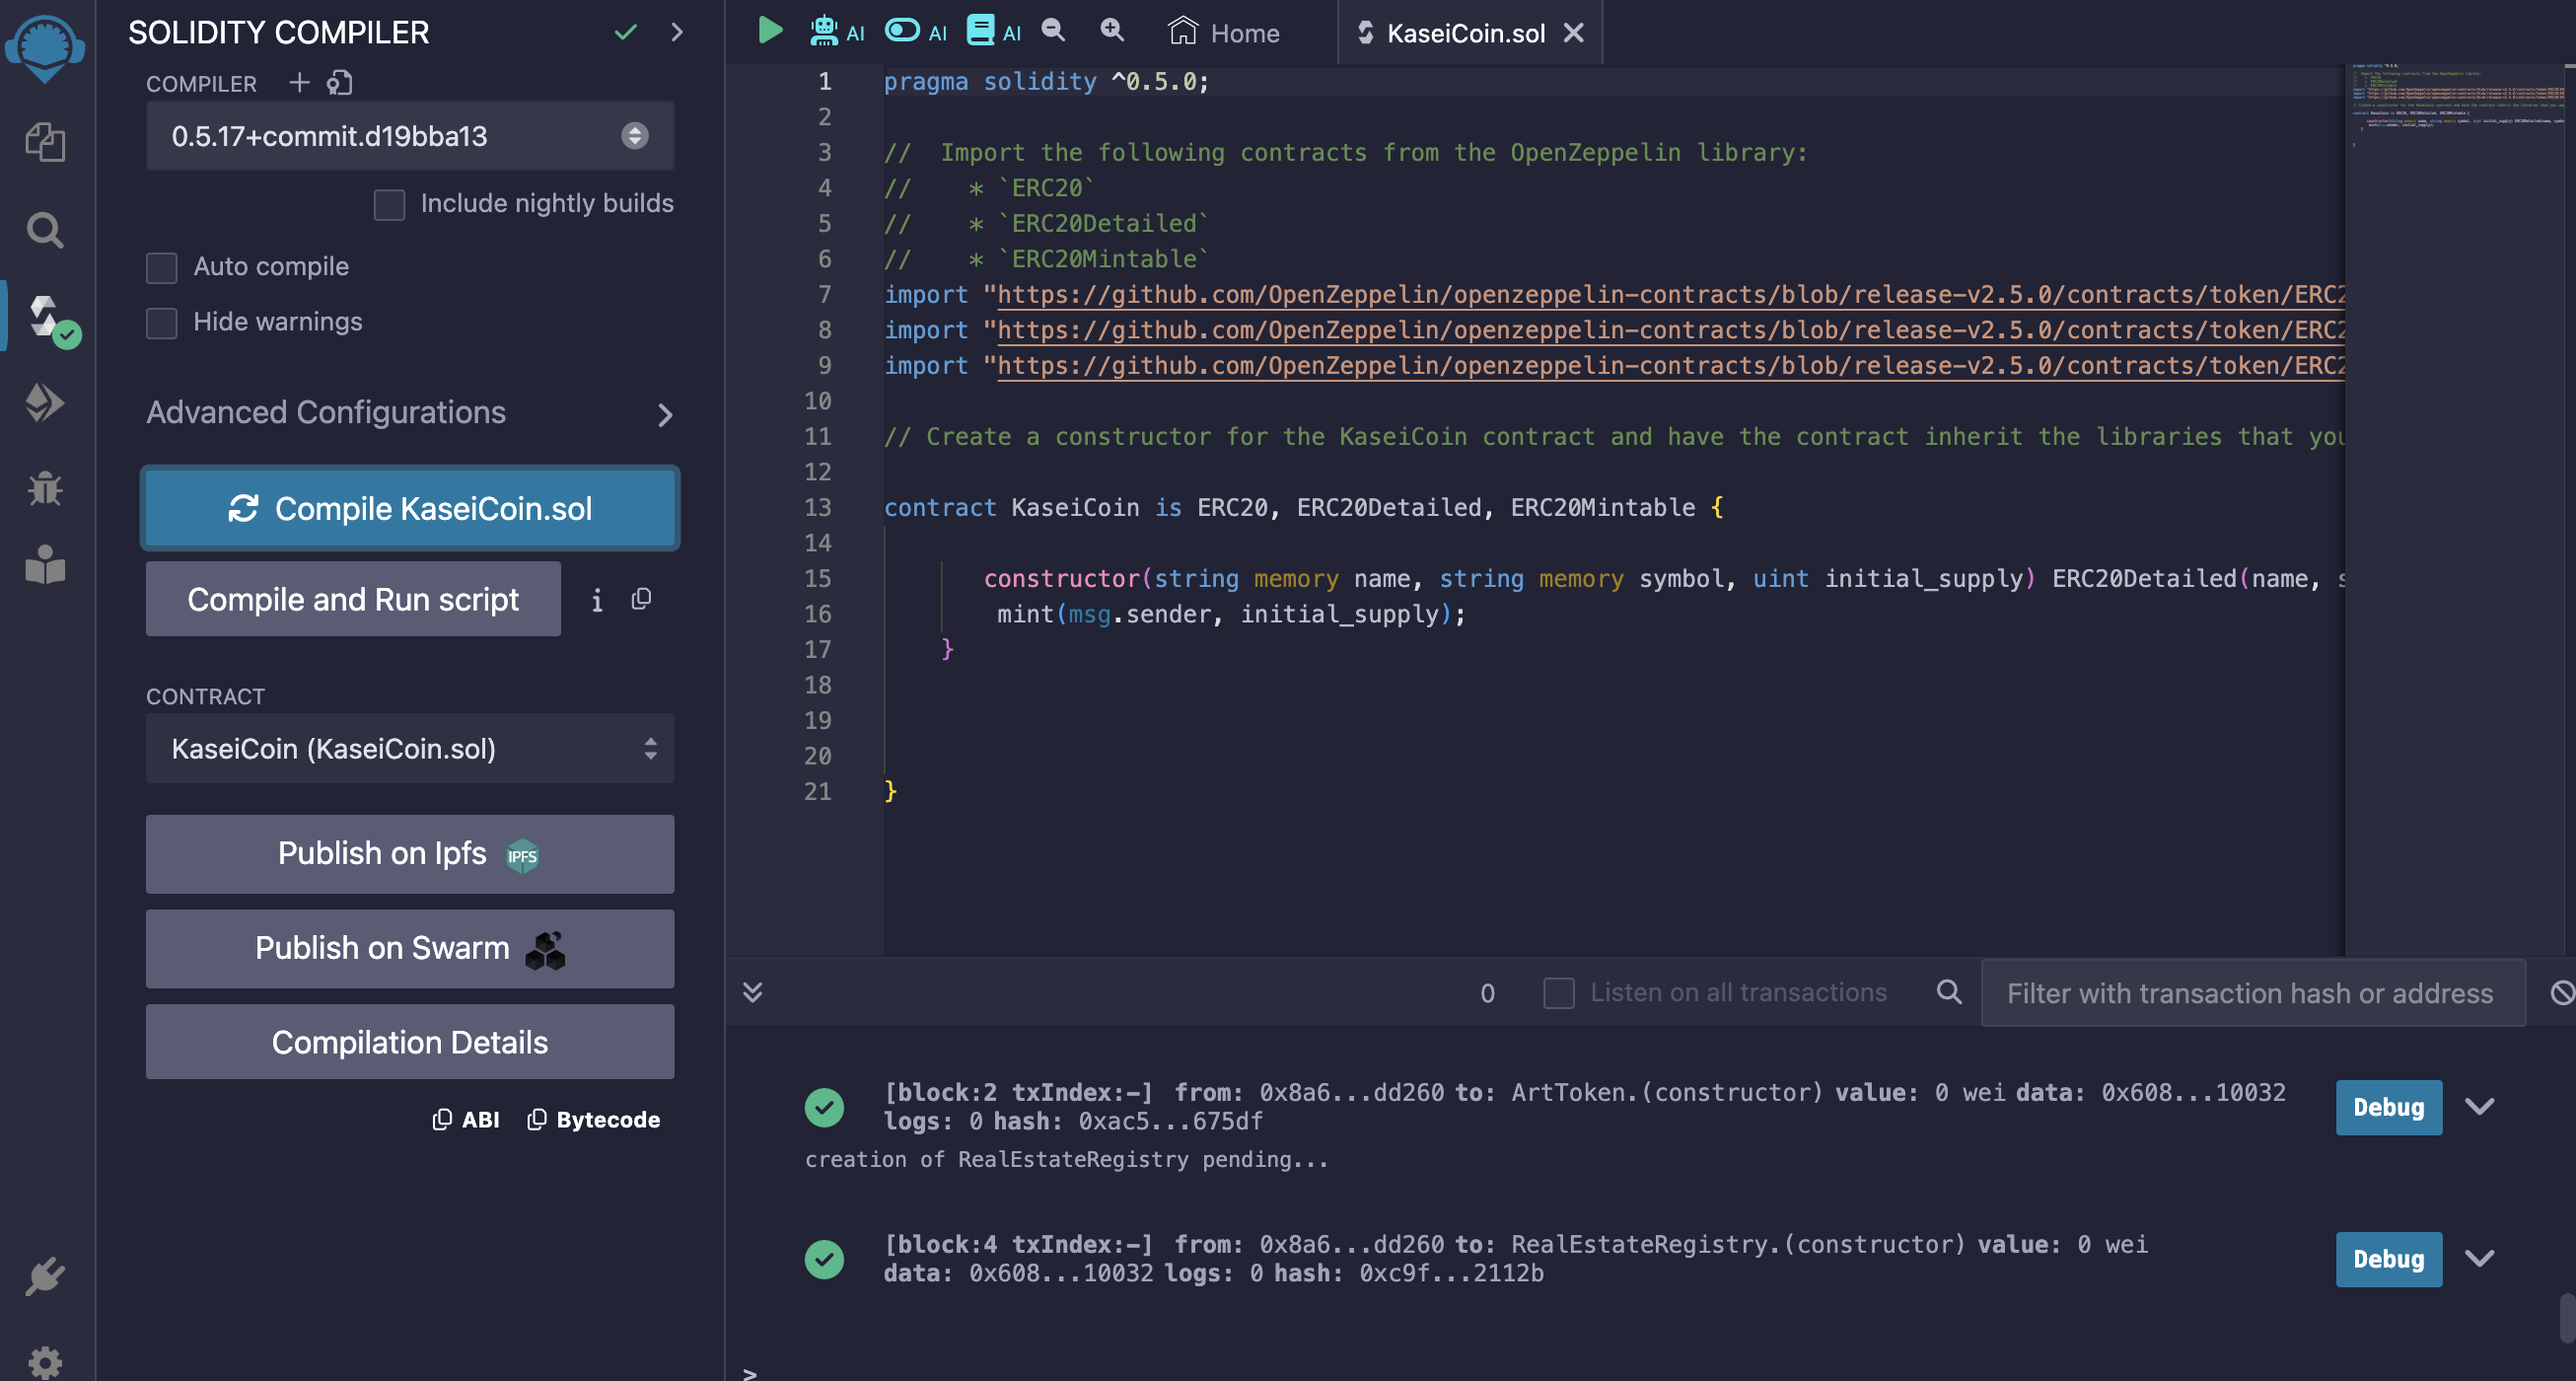 SOLIDITY COMPILER
COMPILER
0.5.17+commit.d19bba13
Include nightly builds
Auto compile
Hide warnings
Advanced Configurations
Compile KaseiCoin.sol
Compile and Run script
i
CONTRACT
KaseiCoin (KaseiCoin.sol)
Publish on Ipfs IPFS
Publish on Swarm
Compilation Details
ABI Bytecode
AI AI AI Home KaseiCoin.sol
1 pragma solidity ^0.5.0;
2
3 //  Import the following contracts from the OpenZeppelin library:
4 //    * `ERC20`
5 //    * `ERC20Detailed`
6 //    * `ERC20Mintable`
7 import "https://github.com/OpenZeppelin/openzeppelin-contracts/blob/release-v2.5.0/contracts/token/ERC2
8 import "https://github.com/OpenZeppelin/openzeppelin-contracts/blob/release-v2.5.0/contracts/token/ERC2
9 import "https://github.com/OpenZeppelin/openzeppelin-contracts/blob/release-v2.5.0/contracts/token/ERC2
10
11 // Create a constructor for the KaseiCoin contract and have the contract inherit the libraries that you
12
13 contract KaseiCoin is ERC20, ERC20Detailed, ERC20Mintable {
14
15        constructor(string memory name, string memory symbol, uint initial_supply) ERC20Detailed(name, s
16         mint(msg.sender, initial_supply);
17     }
18
19
20
21 }
0 Listen on all transactions Filter with transaction hash or address
[block:2 txIndex:-] from: 0x8a6...dd260 to: ArtToken.(constructor) value: 0 wei data: 0x608...10032
logs: 0 hash: 0xac5...675df
Debug
creation of RealEstateRegistry pending...
[block:4 txIndex:-] from: 0x8a6...dd260 to: RealEstateRegistry.(constructor) value: 0 wei
data: 0x608...10032 logs: 0 hash: 0xc9f...2112b
Debug
>